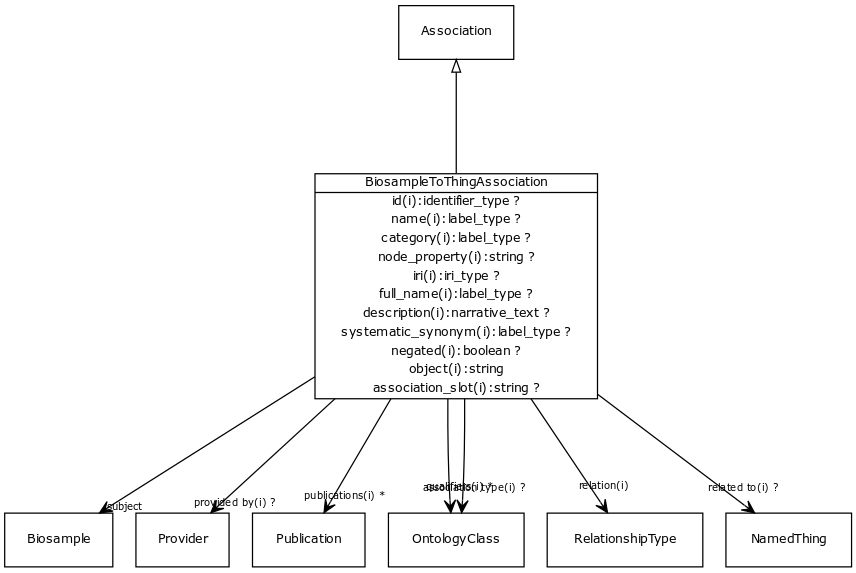 Association
BiosampleToThingAssociation
id(i):identifier_type ?
name(i):label_type ?
category(i):label_type ?
node_property(i):string ?
iri(i):iri_type ?
full_name(i):label_type ?
description(i):narrative_text ?
systematic_synonym(i):label_type ?
negated(i):boolean ?
object(i):string
association_slot(i):string ?
subject
provided by(i) ?
publications(i) *
qualifiers(i) *
association type(i) ?
relation(i)
related to(i) ?
Biosample
Provider
Publication
OntologyClass
RelationshipType
NamedThing